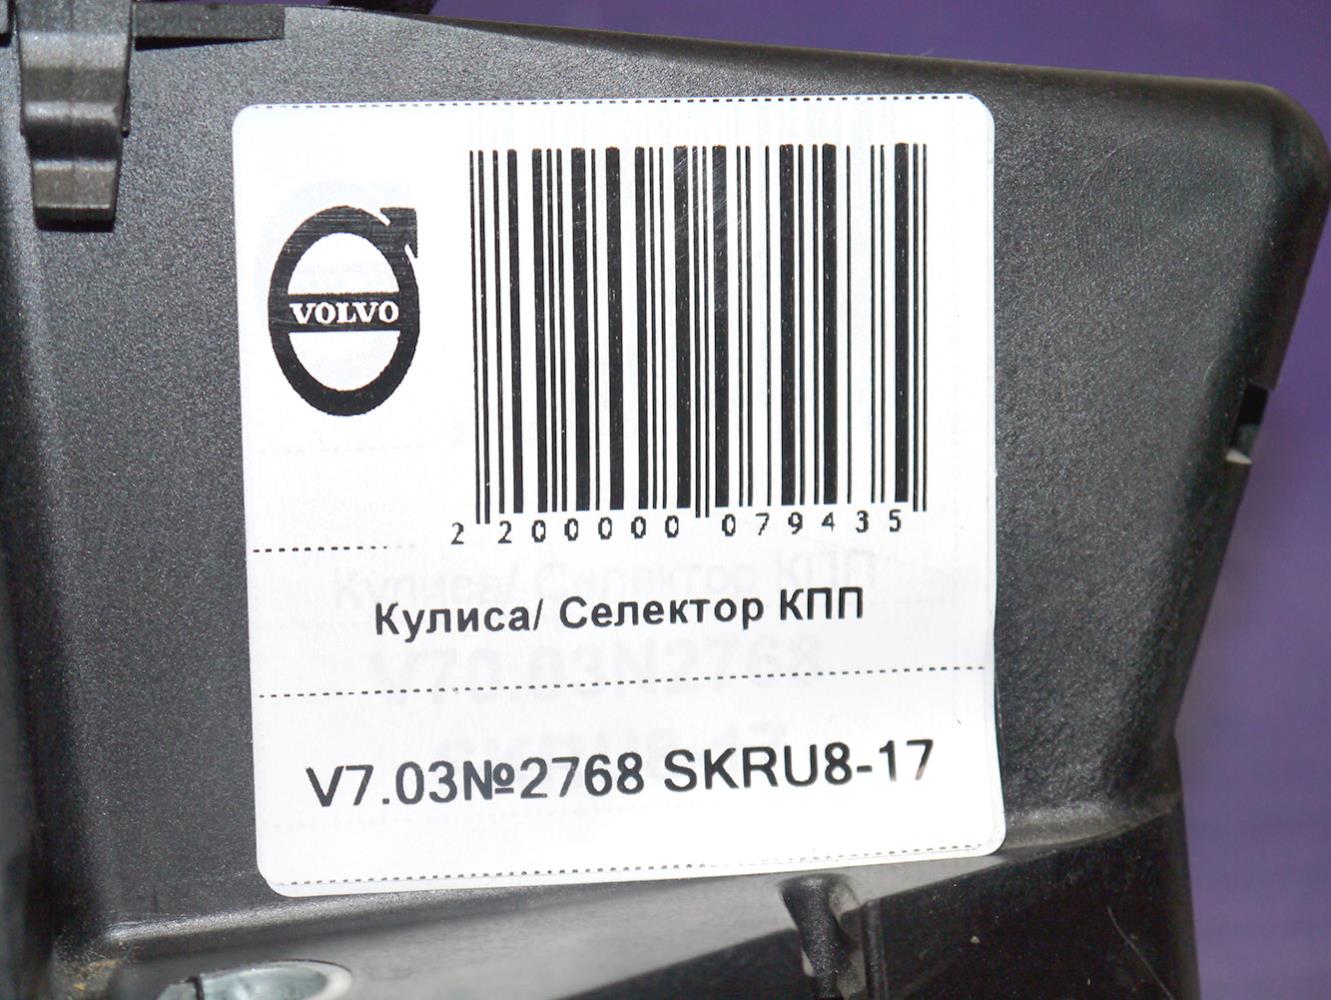 VOLVO
2 200000 079435
Кулиса/ Селектор КПП
V7.03№2768 SKRU8-17